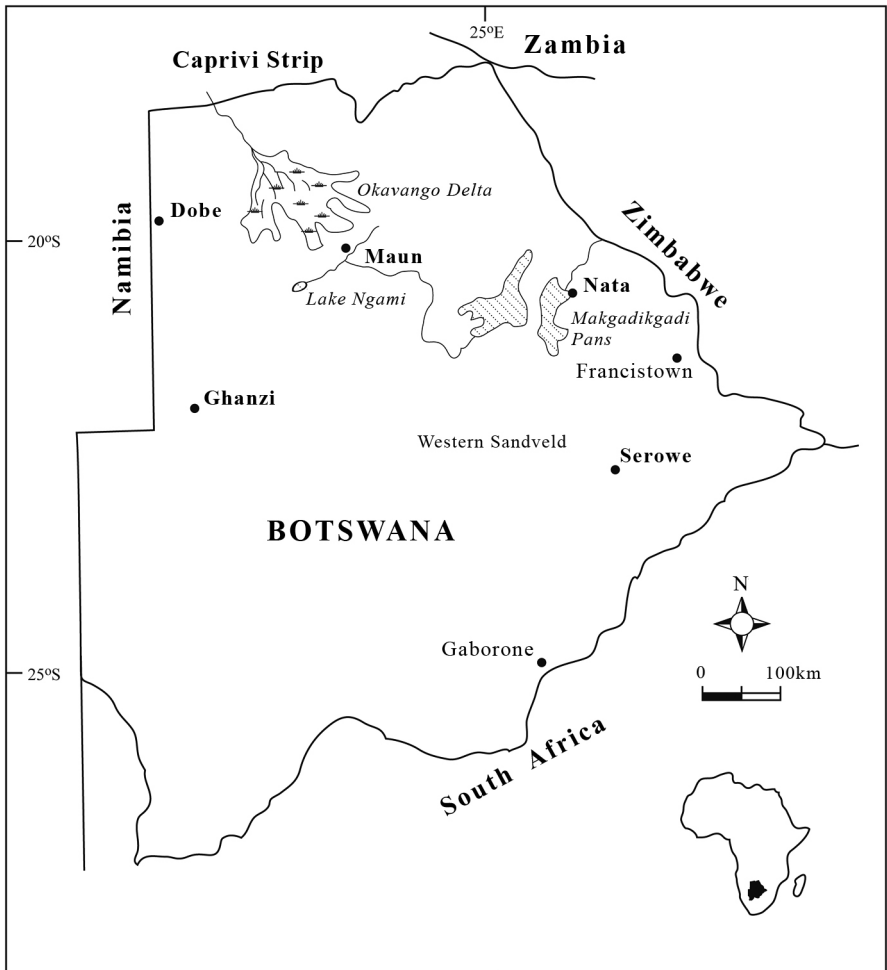 25ºE
Zambia
Caprivi Strip
Okavango Delta
Dobe
Namibia
Zimbabwe
20ºS
Maun
Nata
Lake Ngami
Makgadikgadi
Pans
Francistown
Ghanzi
Western Sandveld
Serowe
BOTSWANA
N
Gaborone
25ºS
0 100km
South Africa